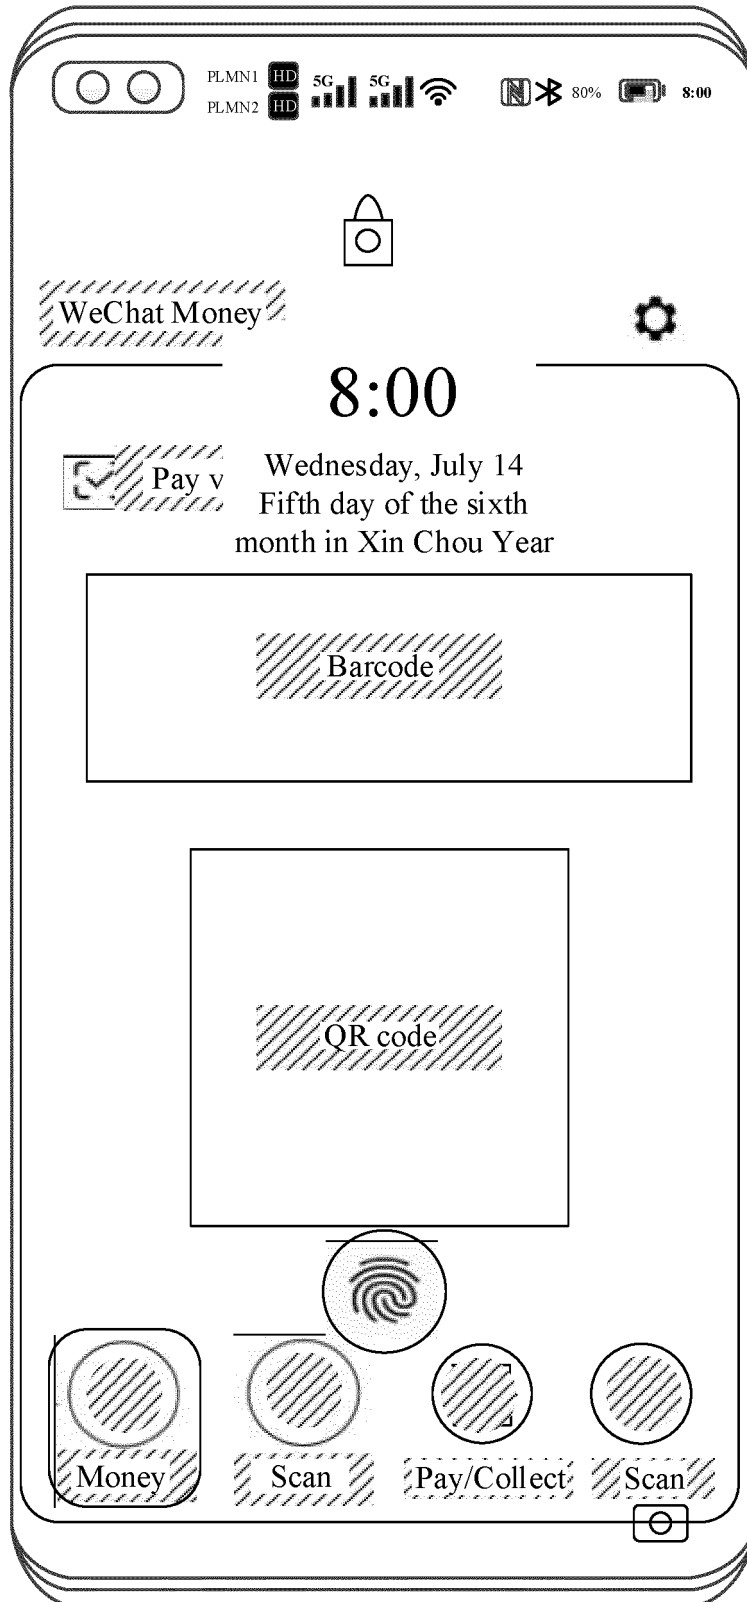 PLMN1 HD 5G 5G 80% 8:00
PLMN2 HD
WeChat Money
8:00
Pay v
Wednesday, July 14
Fifth day of the sixth
month in Xin Chou Year
Barcode
QR code
Money Scan Pay/Collect Scan